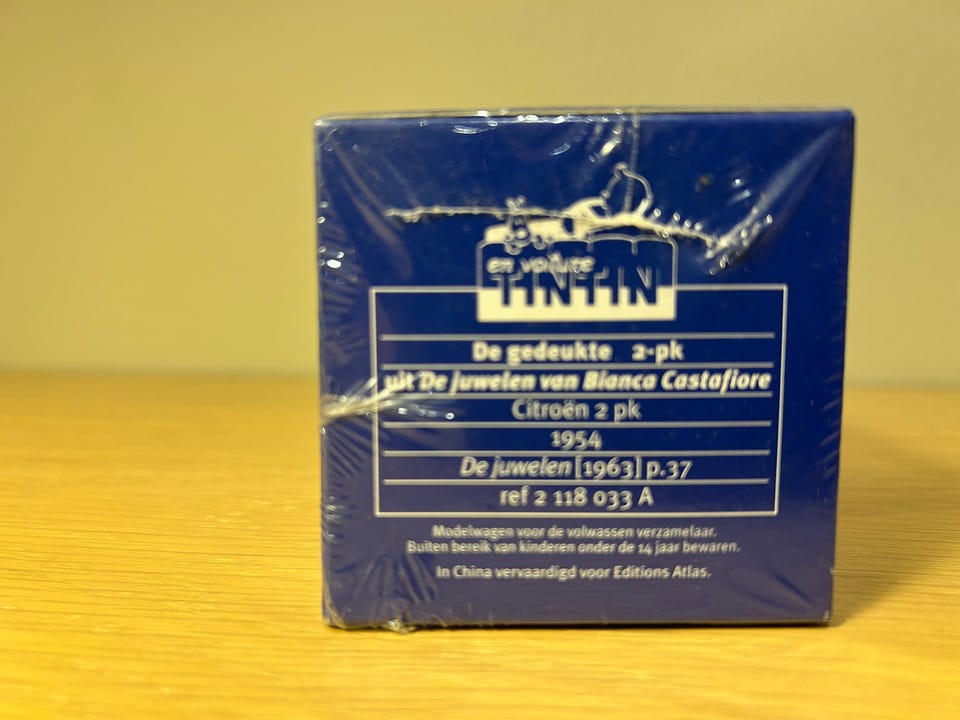 en voiture
TINTIN
De gedeukte 2-pk
uit De juwelen van Bianca Castafiore
Citroën 2 pk
1954
De juwelen [1963] p.37
ref 2 118 033 A
Modelwagen voor de volwassen verzamelaar.
Buiten bereik van kinderen onder de 14 jaar bewaren.
In China vervaardigd voor Editions Atlas.